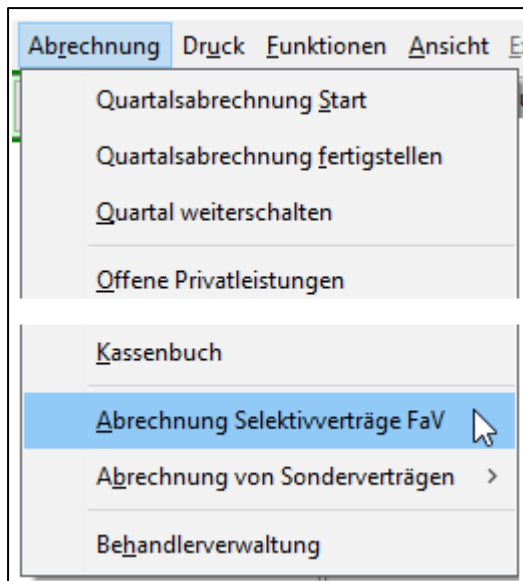 Abrechnung Druck Funktionen Ansicht
Quartalsabrechnung Start
Quartalsabrechnung fertigstellen
Quartal weiterschalten
Offene Privatleistungen
Kassenbuch
Abrechnung Selektivverträge FaV
Abrechnung von Sonderverträgen >
Behandlerverwaltung